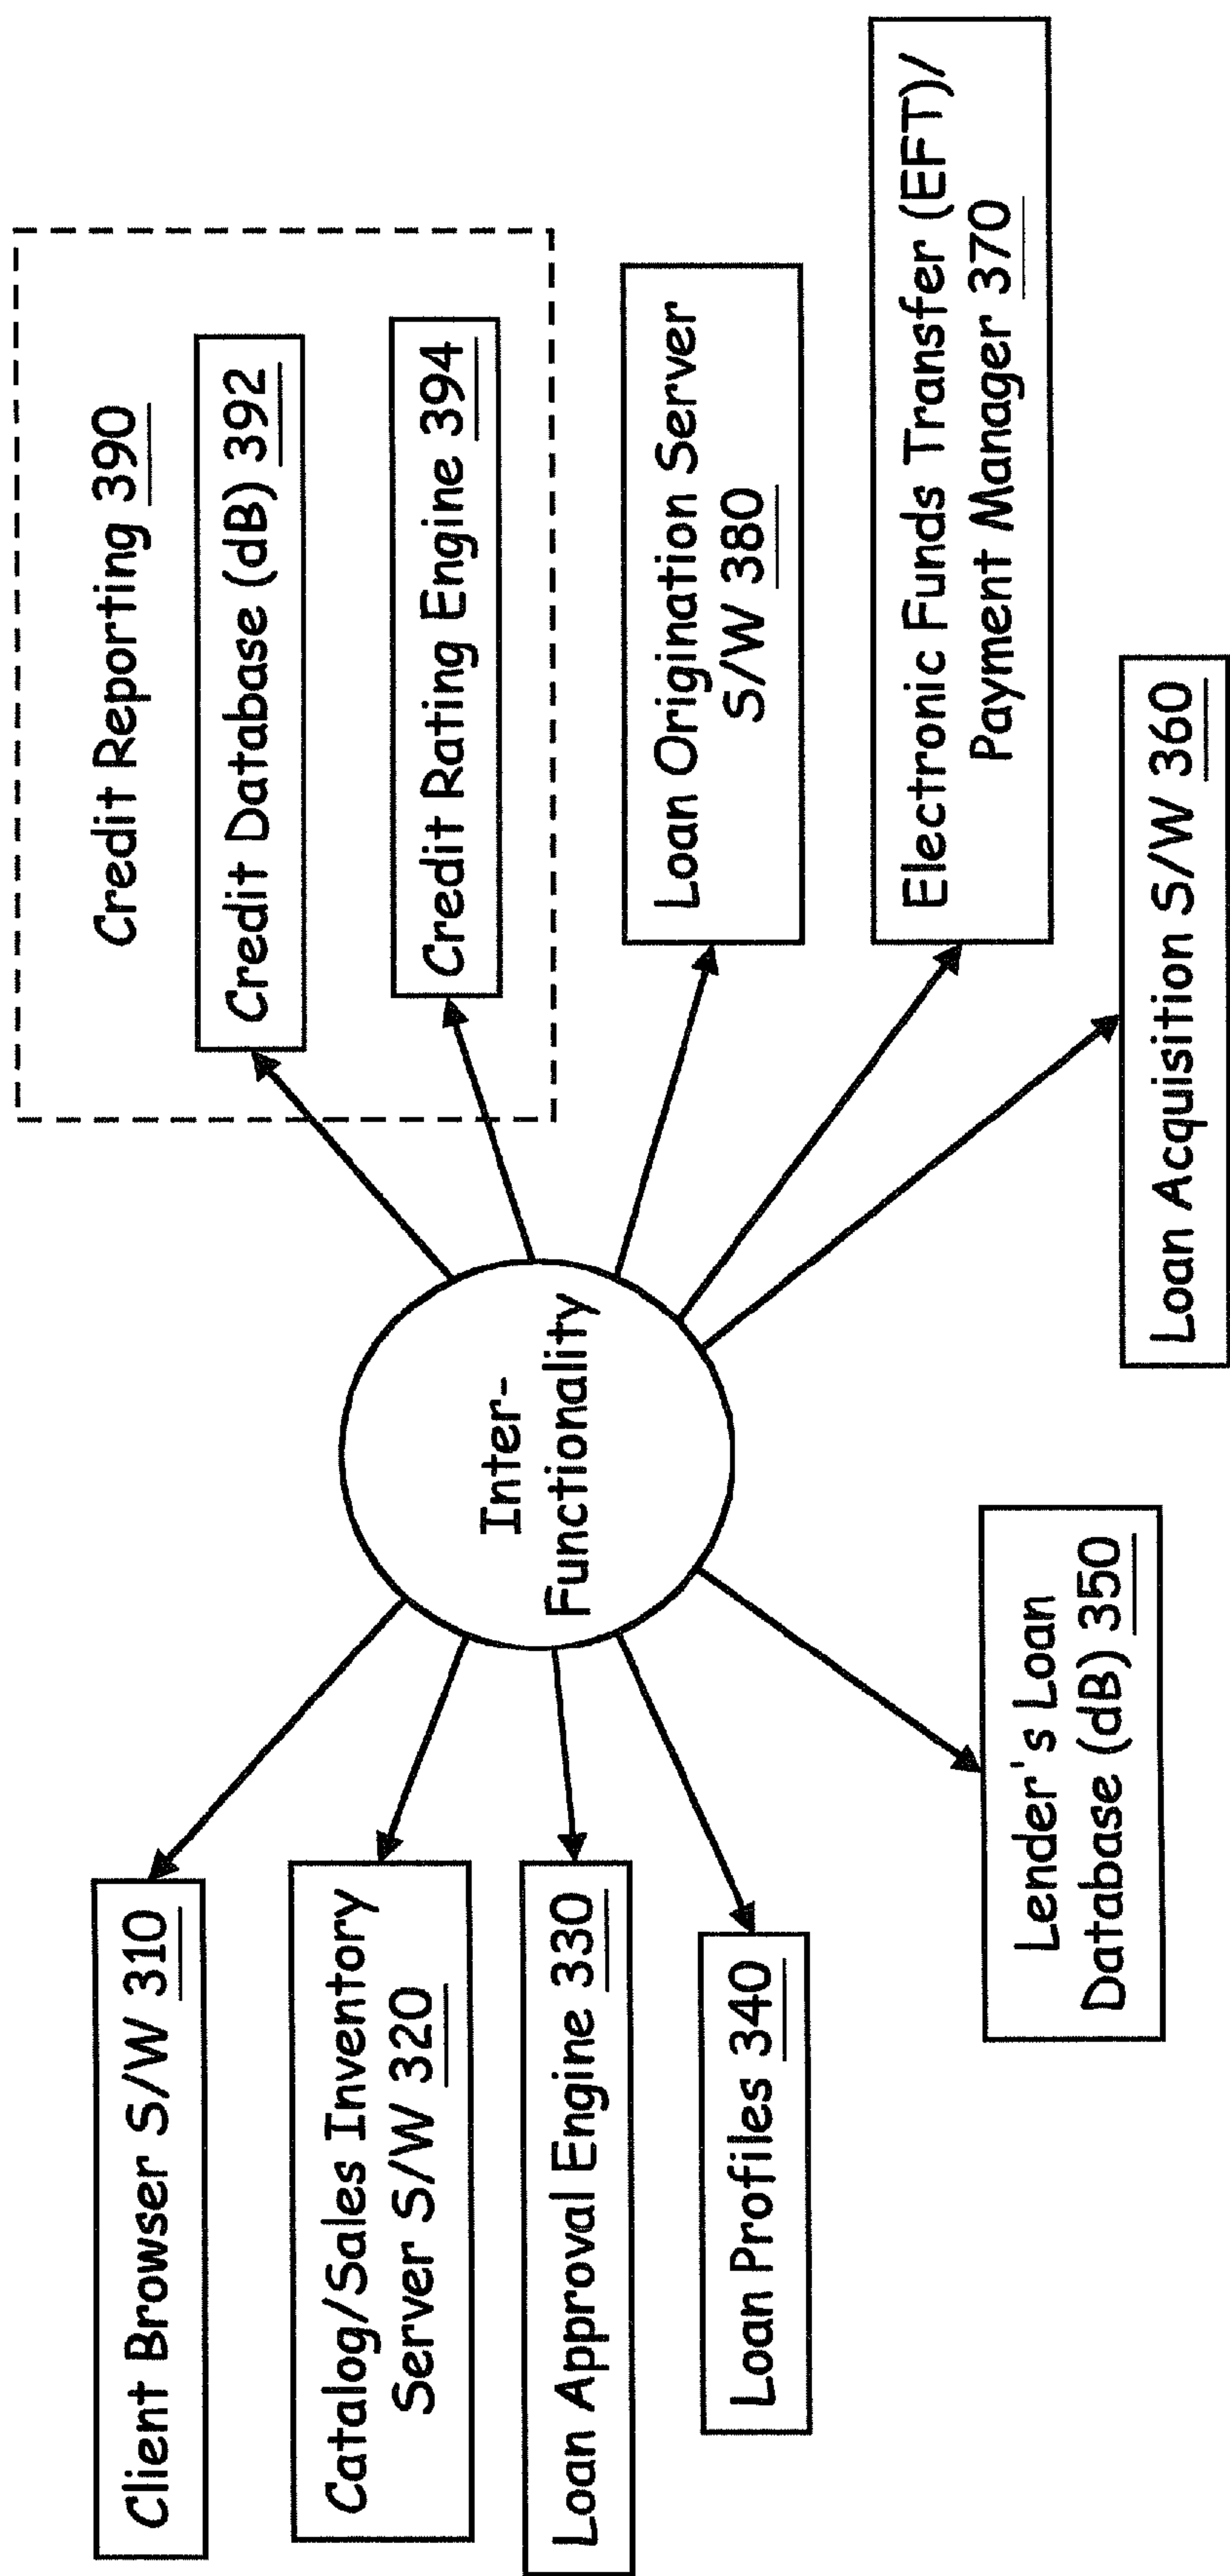 Client Browser S/W 310
Catalog/Sales Inventory
Server S/W 320
Loan Approval Engine 330
Loan Profiles 340
Lender's Loan
Database (dB) 350
Inter-
Functionality
Credit Reporting 390
Credit Database (dB) 392
Credit Rating Engine 394
Loan Origination Server
S/W 380
Electronic Funds Transfer (EFT)/
Payment Manager 370
Loan Acquisition S/W 360